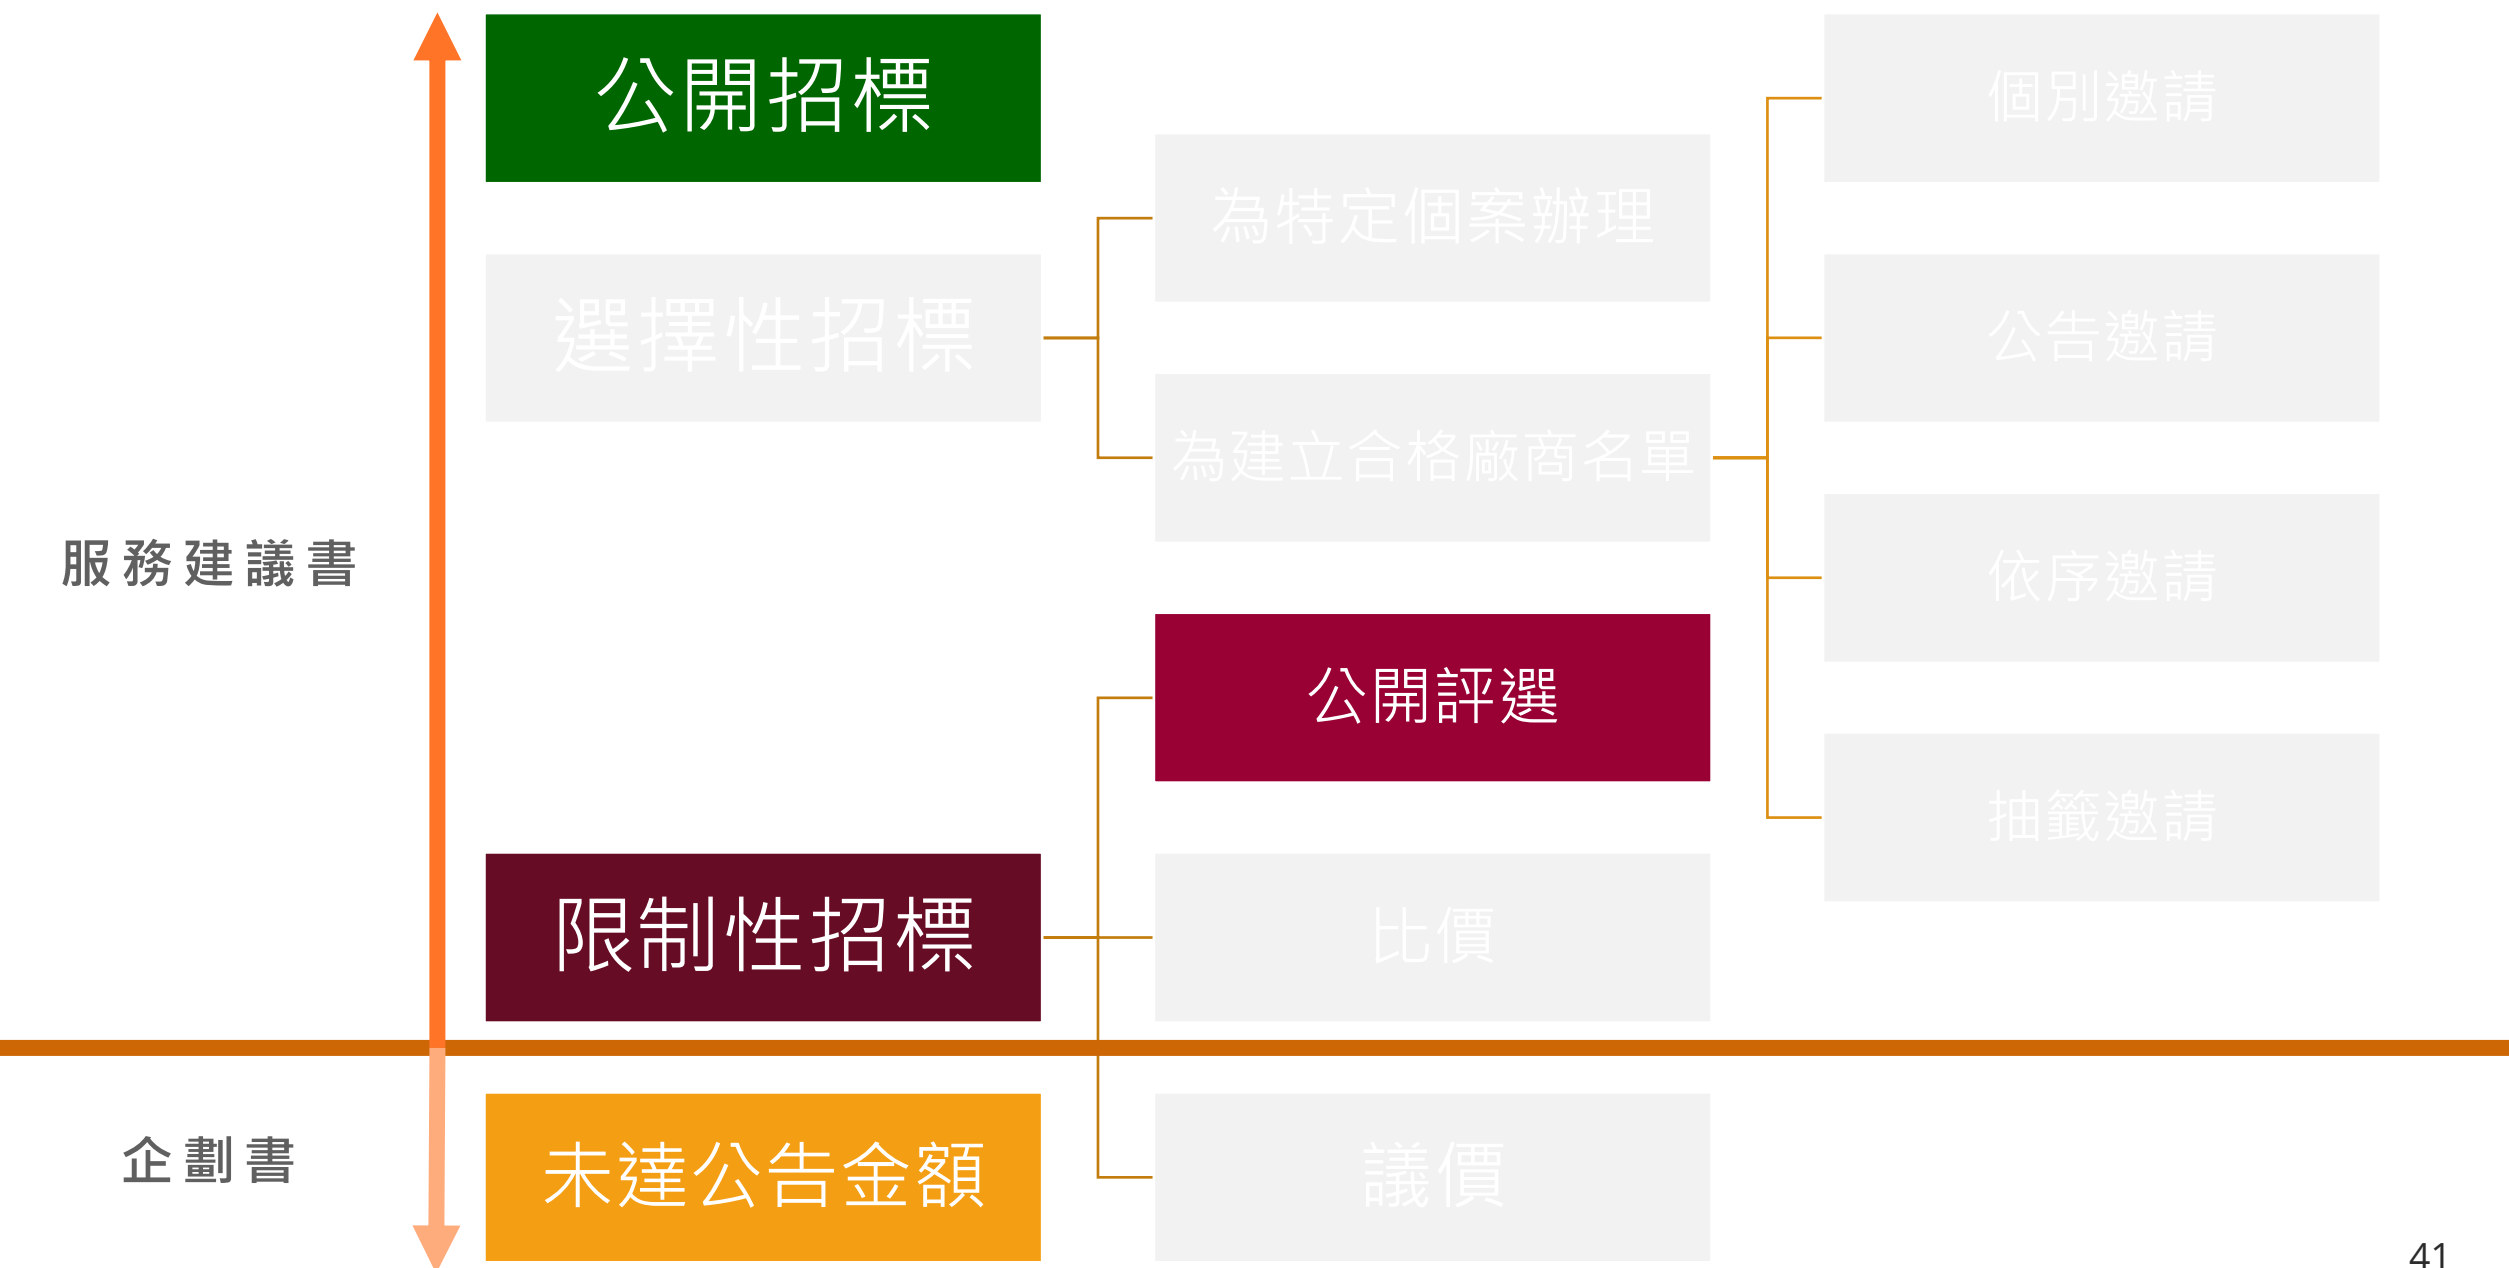 公開招標
個別邀請
為特定個案辦理
選擇性招標
公告邀請
為建立合格廠商名單
服務建議書
依序邀請
公開評選
抽籤邀請
限制性招標
比價
企劃書
未達公告金額
議價
41